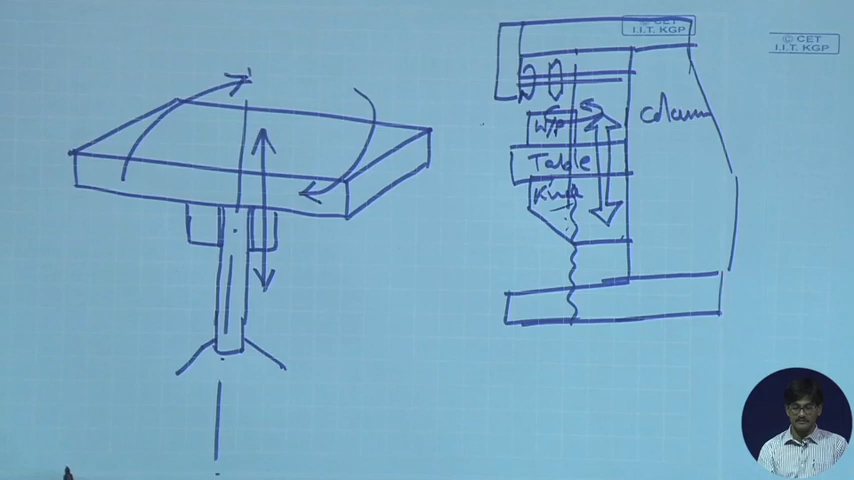 © CET
I.I.T. KGP
© CET
I.I.T. KGP
Column
W/P
Table
Knee